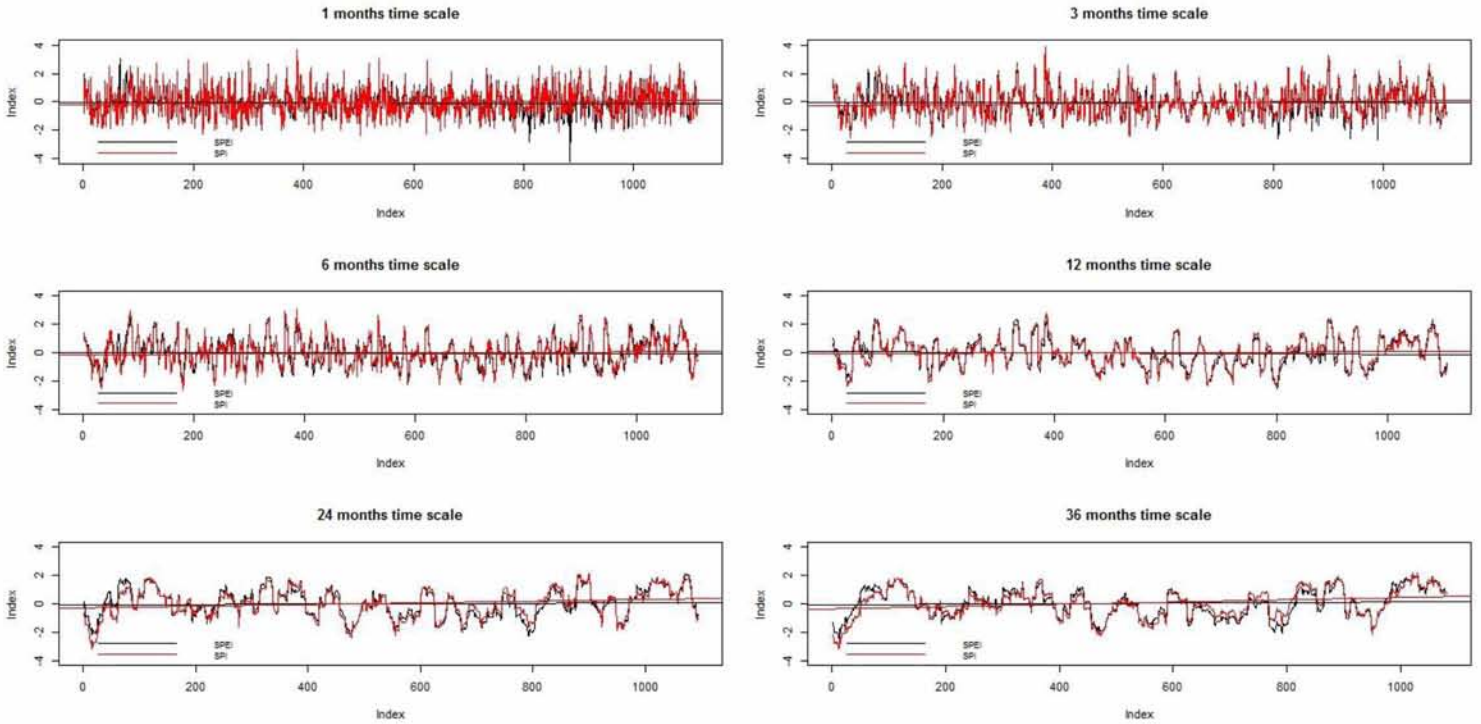 1 months time scale
Index
4
2
0
-2
-4
SPEI
SPI
0 200 400 600 800 1000
Index
3 months time scale
Index
4
2
0
-2
-4
SPEI
SPI
0 200 400 600 800 1000
Index
6 months time scale
Index
4
2
0
-2
-4
SPEI
SPI
0 200 400 600 800 1000
Index
12 months time scale
Index
4
2
0
-2
-4
SPEI
SPI
0 200 400 600 800 1000
Index
24 months time scale
Index
4
2
0
-2
-4
SPEI
SPI
0 200 400 600 800 1000
Index
36 months time scale
Index
4
2
0
-2
-4
SPEI
SPI
0 200 400 600 800 1000
Index